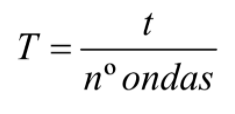 T = t / nº ondas